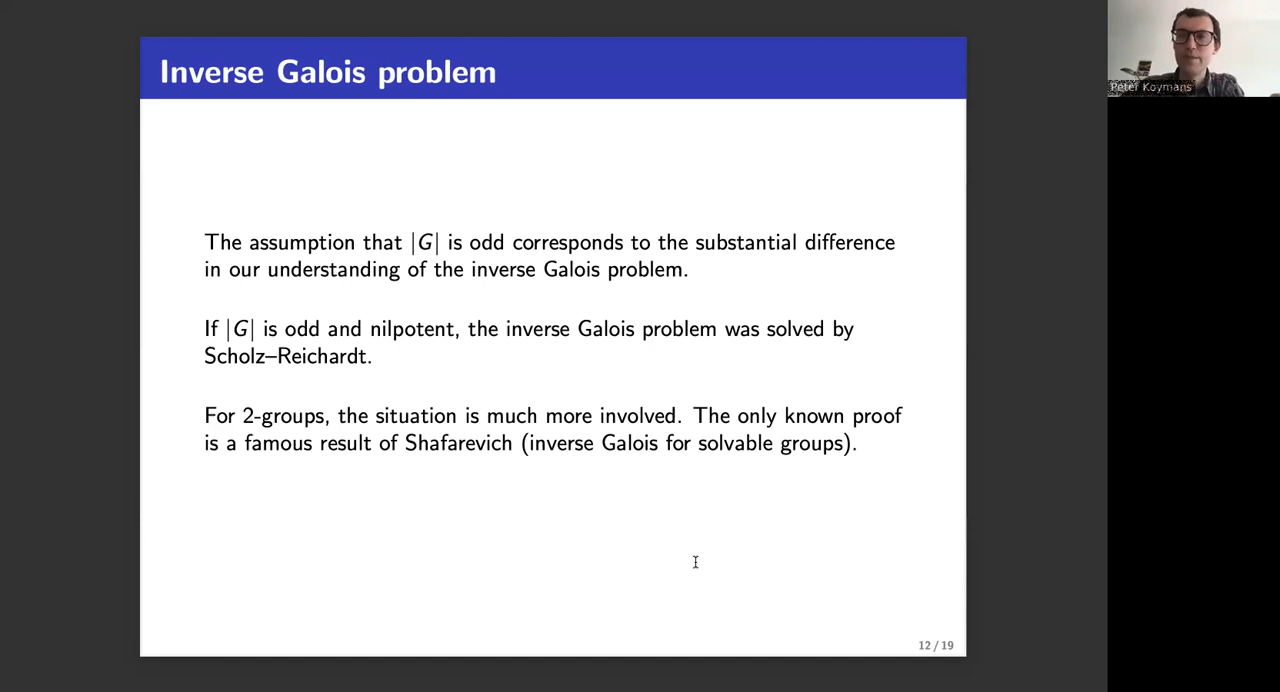 Inverse Galois problem
Peter Koymans
The assumption that |G| is odd corresponds to the substantial difference
in our understanding of the inverse Galois problem.
If |G| is odd and nilpotent, the inverse Galois problem was solved by
Scholz–Reichardt.
For 2-groups, the situation is much more involved. The only known proof
is a famous result of Shafarevich (inverse Galois for solvable groups).
12 / 19